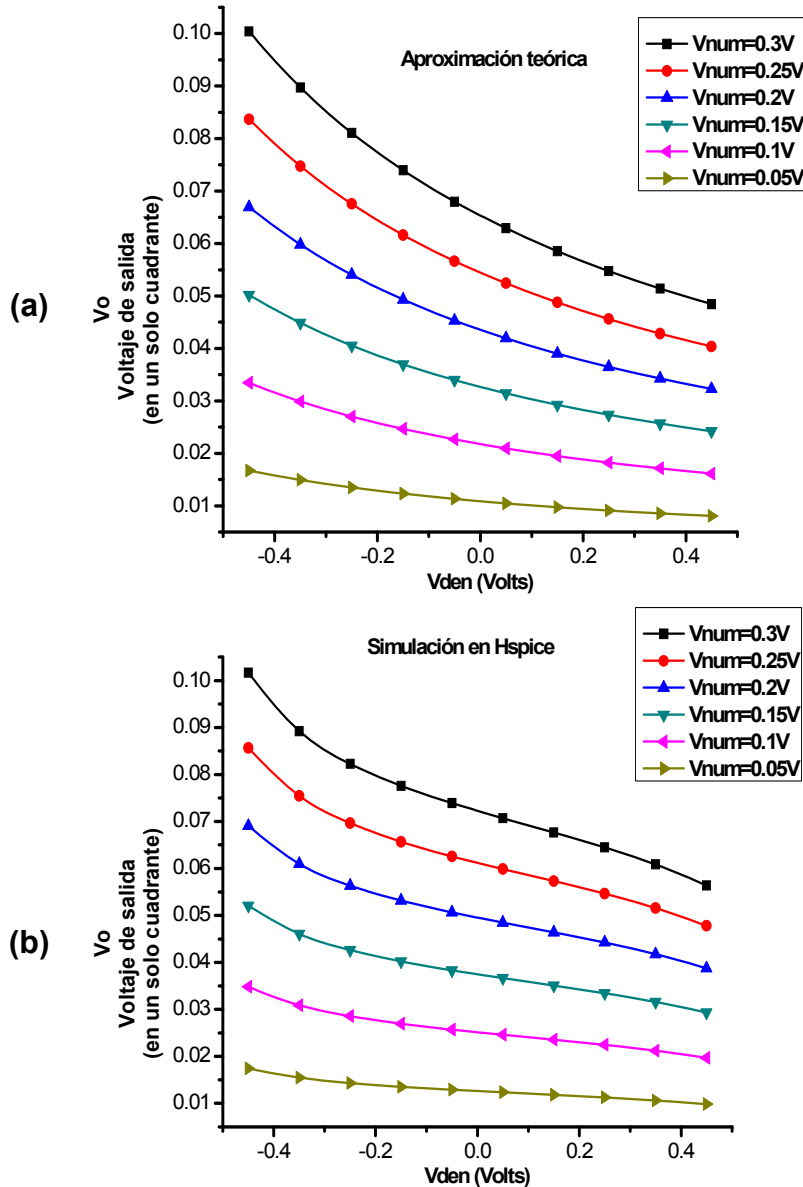 (a)
Aproximación teórica
Vnum=0.3V
Vnum=0.25V
Vnum=0.2V
Vnum=0.15V
Vnum=0.1V
Vnum=0.05V
Vo
Voltaje de salida
(en un solo cuadrante)
0.10
0.09
0.08
0.07
0.06
0.05
0.04
0.03
0.02
0.01
-0.4
-0.2
0.0
0.2
0.4
Vden (Volts)
(b)
Simulación en Hspice
Vnum=0.3V
Vnum=0.25V
Vnum=0.2V
Vnum=0.15V
Vnum=0.1V
Vnum=0.05V
Vo
Voltaje de salida
(en un solo cuadrante)
0.10
0.09
0.08
0.07
0.06
0.05
0.04
0.03
0.02
0.01
-0.4
-0.2
0.0
0.2
0.4
Vden (Volts)